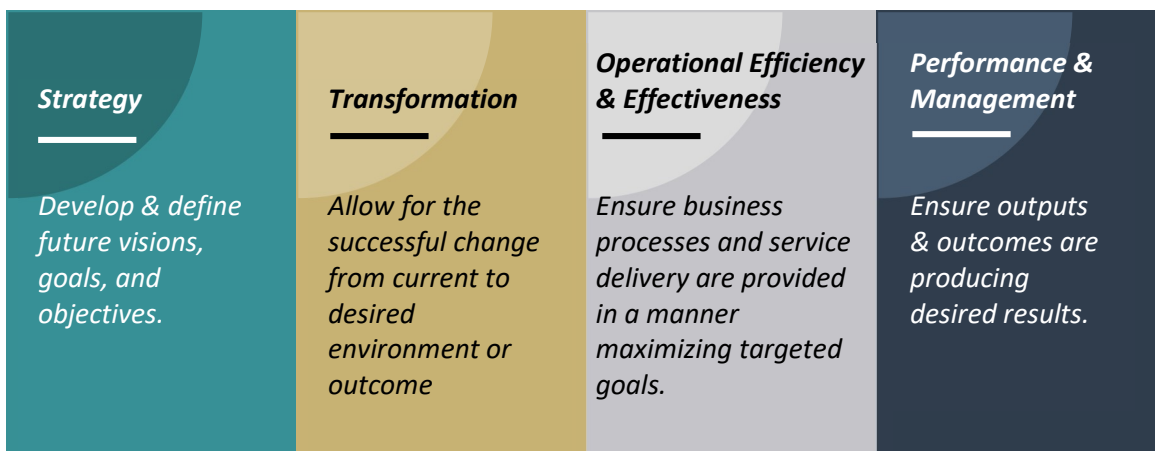 Strategy
Develop & define
future visions,
goals, and
objectives.
Transformation
Allow for the
successful change
from current to
desired
environment or
outcome
Operational Efficiency
& Effectiveness
Ensure business
processes and service
delivery are provided
in a manner
maximizing targeted
goals.
Performance &
Management
Ensure outputs
& outcomes are
producing
desired results.